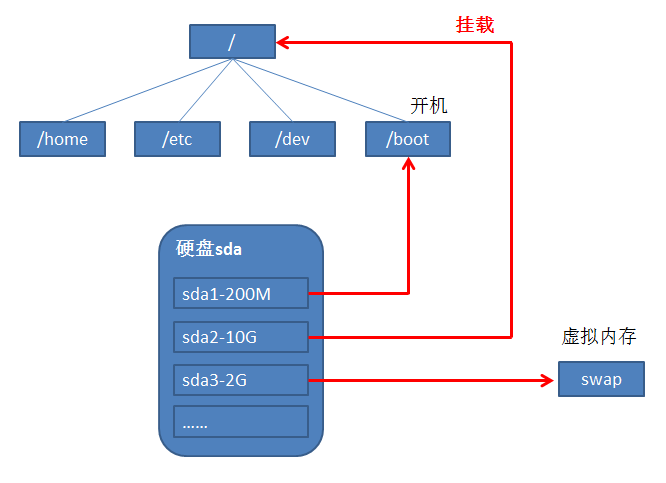 挂载
/
开机
/home
/etc
/dev
/boot
硬盘sda
sda1-200M
sda2-10G
虚拟内存
sda3-2G
swap
......